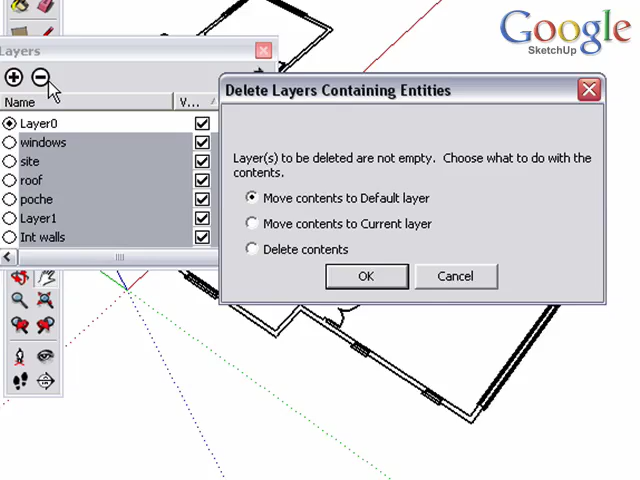 Google
SketchUp
Layers
Delete Layers Containing Entities
Name V...
Layer0
windows
site
roof
poche
Layer1
Int walls
Layer(s) to be deleted are not empty. Choose what to do with the
contents.
Move contents to Default layer
Move contents to Current layer
Delete contents
OK Cancel